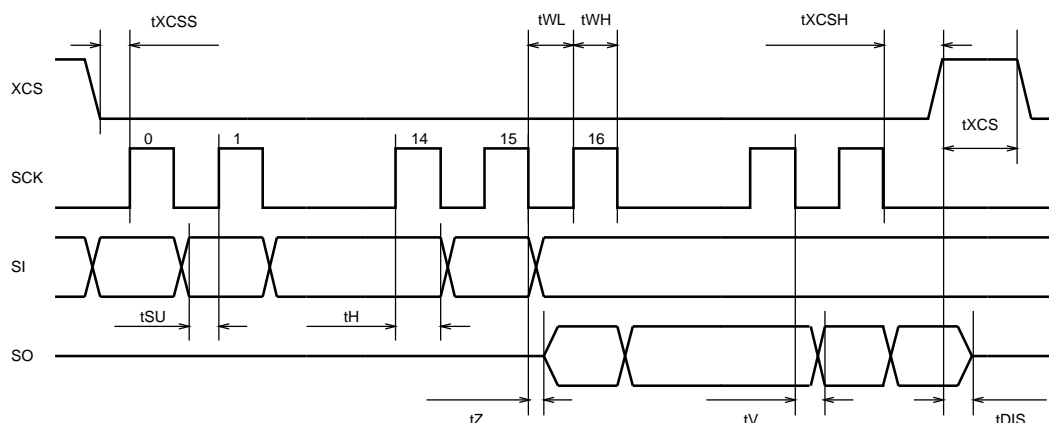 tXCSS
tWL
tWH
tXCSH
XCS
tXCS
0
1
14
15
16
SCK
SI
tSU
tH
SO
tZ
tV
tDIS